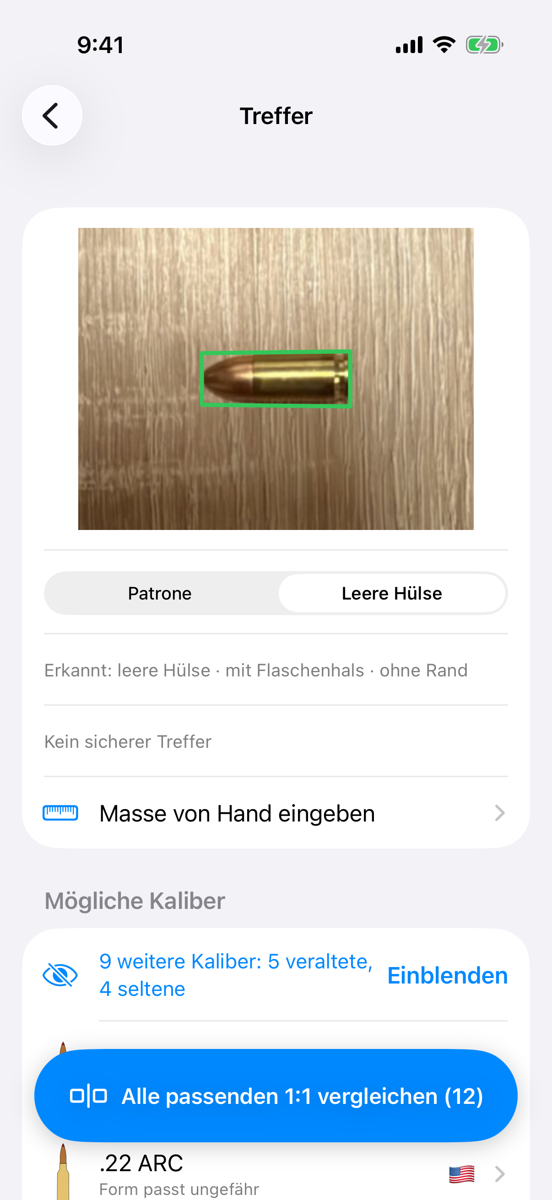 9:41
Treffer
Patrone
Leere Hülse
Erkannt: leere Hülse · mit Flaschenhals · ohne Rand
Kein sicherer Treffer
Masse von Hand eingeben
Mögliche Kaliber
9 weitere Kaliber: 5 veraltete,
4 seltene
Einblenden
Alle passenden 1:1 vergleichen (12)
.22 ARC
Form passt ungefähr